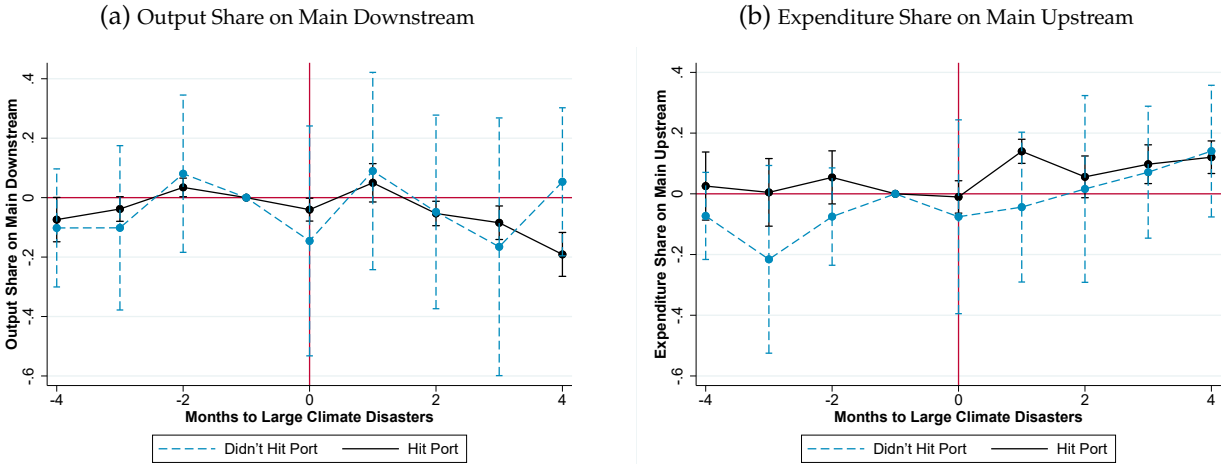 (a) Output Share on Main Downstream
Output Share on Main Downstream
.4
.2
0
-.2
-.4
-.6
-4
-2
0
2
4
Months to Large Climate Disasters
Didn't Hit Port
Hit Port
(b) Expenditure Share on Main Upstream
Expenditure Share on Main Upstream
.4
.2
0
-.2
-.4
-.6
-4
-2
0
2
4
Months to Large Climate Disasters
Didn't Hit Port
Hit Port